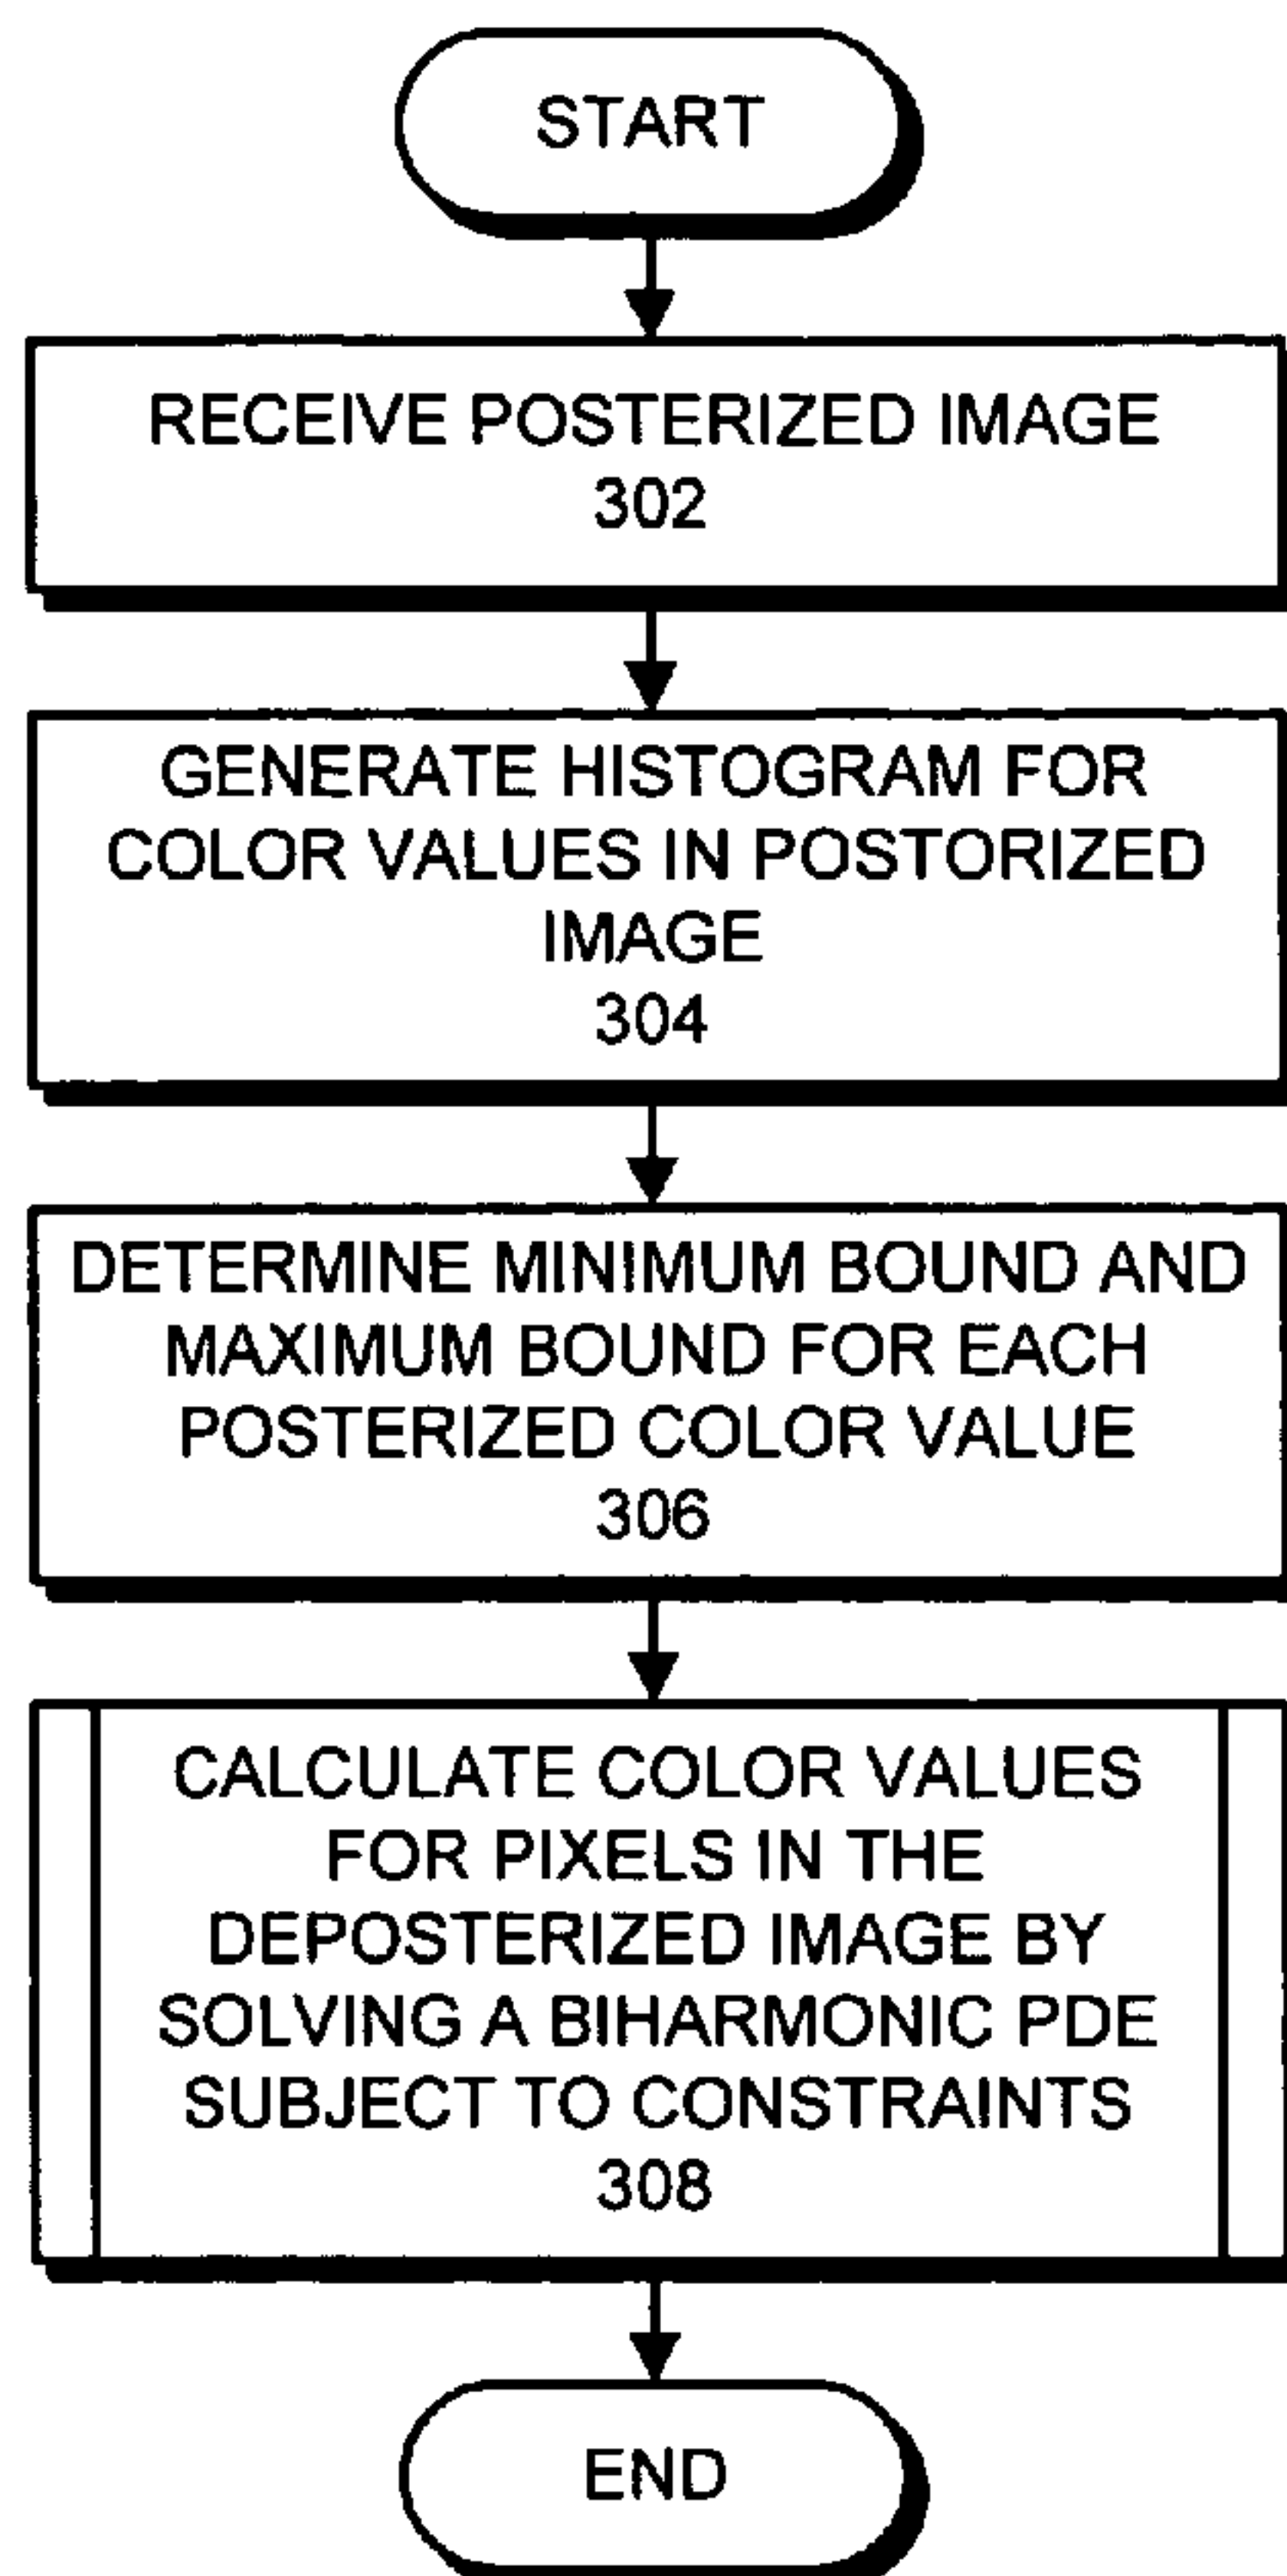 START
RECEIVE POSTERIZED IMAGE
302
GENERATE HISTOGRAM FOR
COLOR VALUES IN POSTORIZED
IMAGE
304
DETERMINE MINIMUM BOUND AND
MAXIMUM BOUND FOR EACH
POSTERIZED COLOR VALUE
306
CALCULATE COLOR VALUES
FOR PIXELS IN THE
DEPOSTERIZED IMAGE BY
SOLVING A BIHARMONIC PDE
SUBJECT TO CONSTRAINTS
308
END